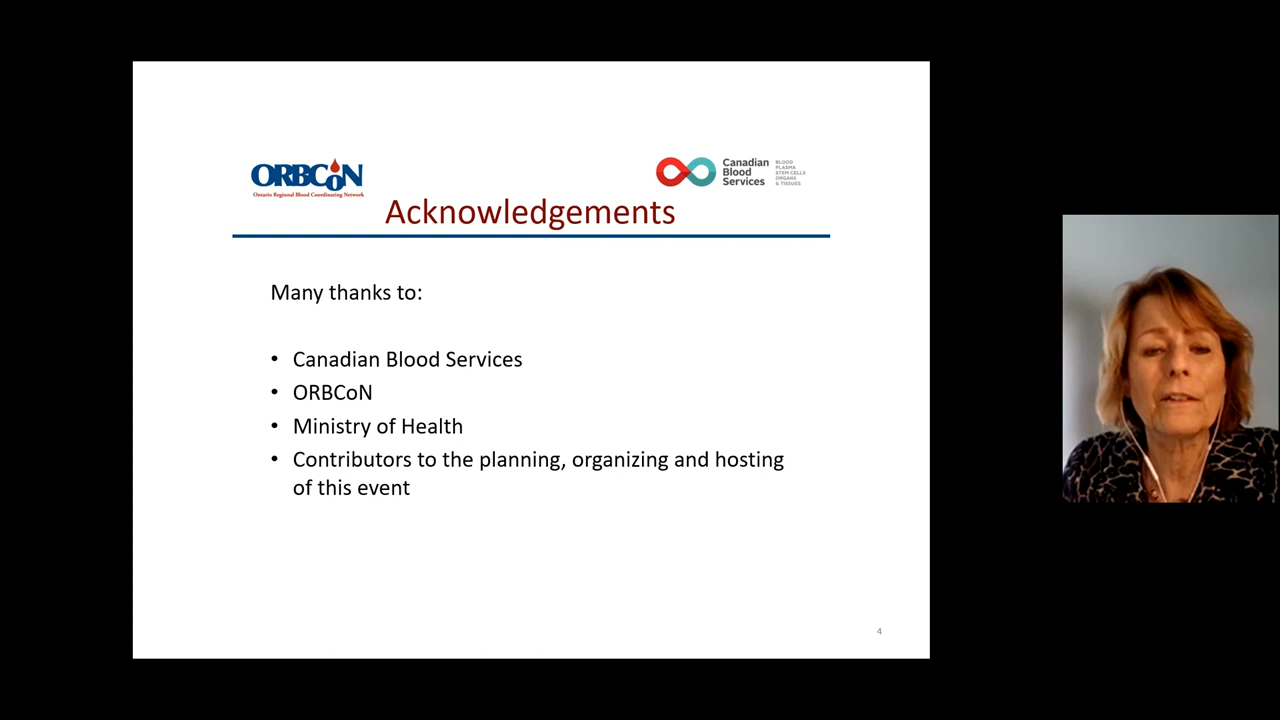 ORBCoN
Ontario Regional Blood Coordinating Network
Canadian
Blood
Services
BLOOD
PLASMA
STEM CELLS
ORGANS
& TISSUES
Acknowledgements
Many thanks to:
• Canadian Blood Services
• ORBCoN
• Ministry of Health
• Contributors to the planning, organizing and hosting
of this event
4